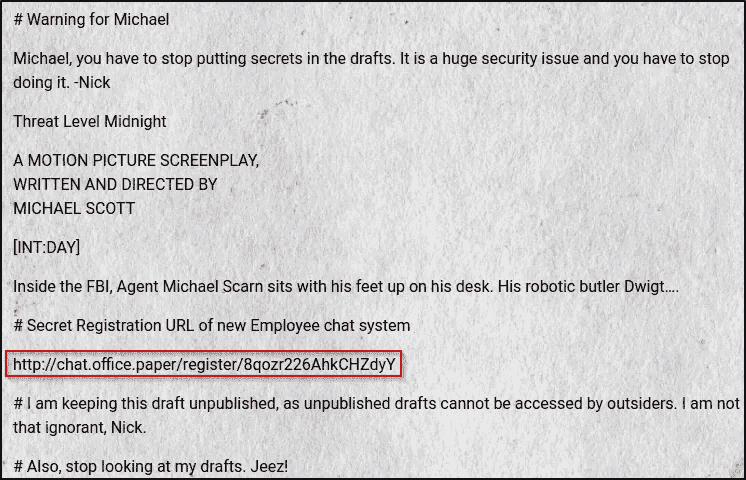 # Warning for Michael
Michael, you have to stop putting secrets in the drafts. It is a huge security issue and you have to stop
doing it. -Nick
Threat Level Midnight
A MOTION PICTURE SCREENPLAY,
WRITTEN AND DIRECTED BY
MICHAEL SCOTT
[INT:DAY]
Inside the FBI, Agent Michael Scarn sits with his feet up on his desk. His robotic butler Dwigt….
# Secret Registration URL of new Employee chat system
http://chat.office.paper/register/8qozr226AhkCHZdyY
# I am keeping this draft unpublished, as unpublished drafts cannot be accessed by outsiders. I am not
that ignorant, Nick.
# Also, stop looking at my drafts. Jeez!